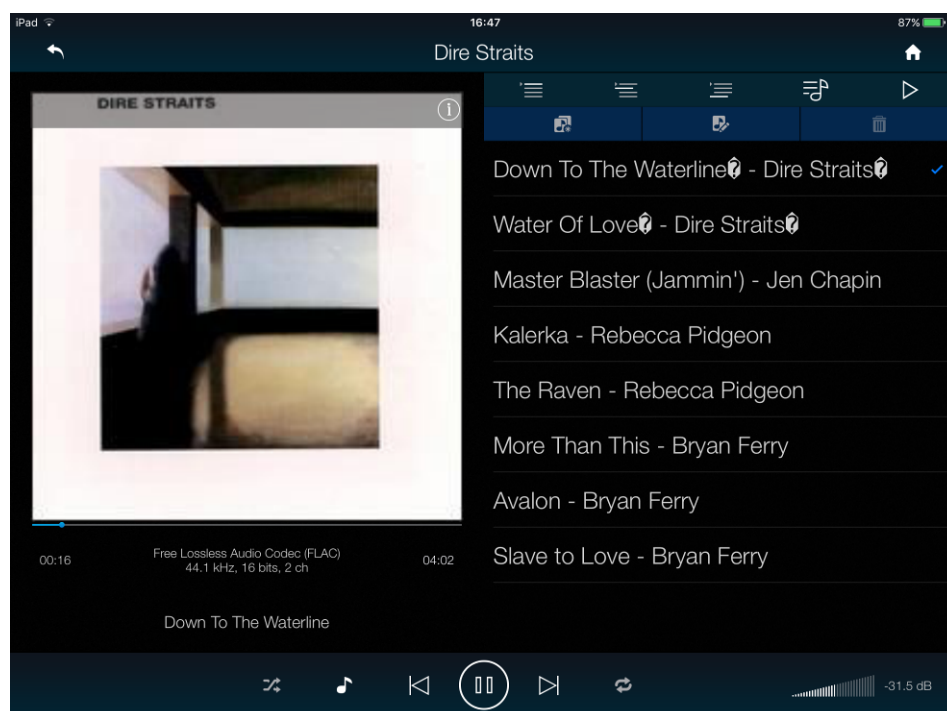 iPad 16:47 87%
Dire Straits
DIRE STRAITS
00:16
Free Lossless Audio Codec (FLAC)
44.1 kHz, 16 bits, 2 ch
04:02
Down To The Waterline
Down To The Waterline� - Dire Straits�
Water Of Love� - Dire Straits�
Master Blaster (Jammin') - Jen Chapin
Kalerka - Rebecca Pidgeon
The Raven - Rebecca Pidgeon
More Than This - Bryan Ferry
Avalon - Bryan Ferry
Slave to Love - Bryan Ferry
-31.5 dB